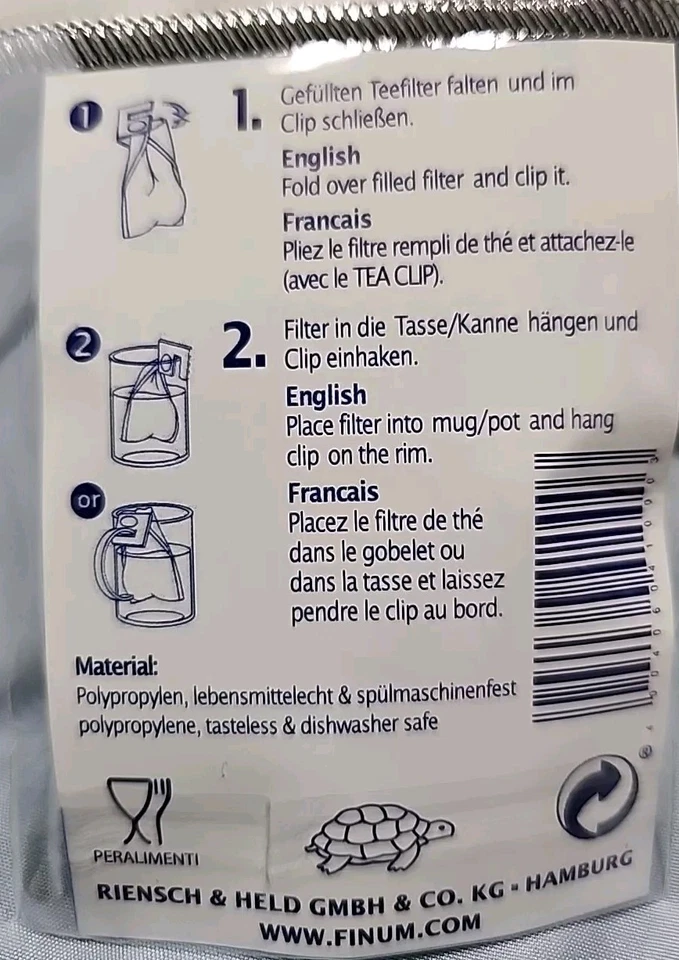 1
1. Gefüllten Teefilter falten und im
Clip schließen.
English
Fold over filled filter and clip it.
Francais
Pliez le filtre rempli de thé et attachez-le
(avec le TEA CLIP).
2
2. Filter in die Tasse/Kanne hängen und
Clip einhaken.
English
Place filter into mug/pot and hang
clip on the rim.
or
Francais
Placez le filtre de thé
dans le gobelet ou
dans la tasse et laissez
pendre le clip au bord.
Material:
Polypropylen, lebensmittelecht & spülmaschinenfest
polypropylene, tasteless & dishwasher safe
®
PERALIMENTI
RIENSCH & HELD GMBH & CO. KG - HAMBURG
WWW.FINUM.COM